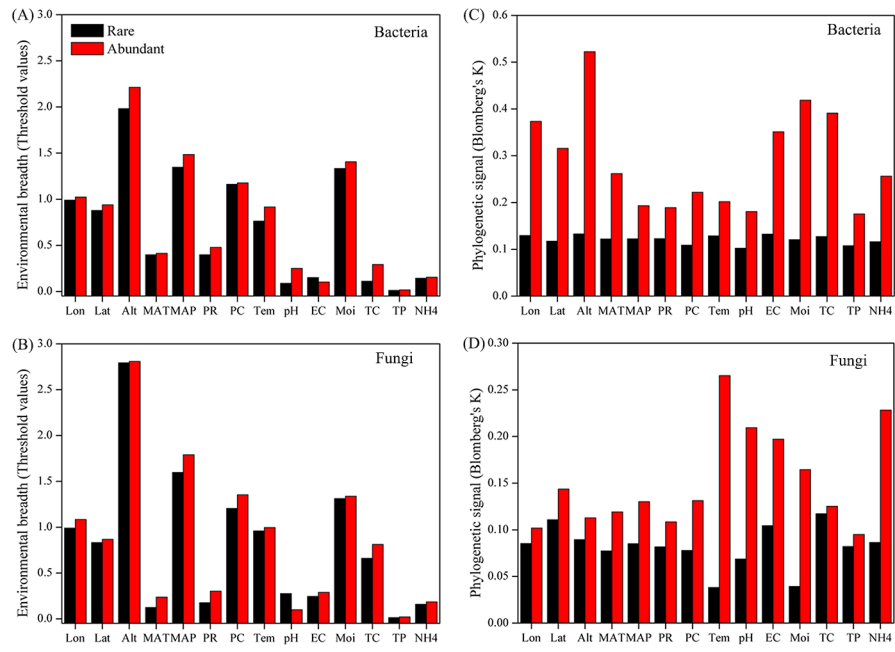 (A)
3.0
2.5
2.0
1.5
1.0
0.5
0.0
Environmental breadth (Threshold values)
Rare
Abundant
Bacteria
Lon Lat Alt MAT MAP PR PC Tem pH EC Moi TC TP NH4
(C)
0.6
0.5
0.4
0.3
0.2
0.1
0.0
Phylogenetic signal (Blomberg's K)
Bacteria
Lon Lat Alt MAT MAP PR PC Tem pH EC Moi TC TP NH4
(B)
3.0
2.5
2.0
1.5
1.0
0.5
0.0
Environmental breadth (Threshold values)
Fungi
Lon Lat Alt MAT MAP PR PC Tem pH EC Moi TC TP NH4
(D)
0.30
0.25
0.20
0.15
0.10
0.05
0.00
Phylogenetic signal (Blomberg's K)
Fungi
Lon Lat Alt MAT MAP PR PC Tem pH EC Moi TC TP NH4